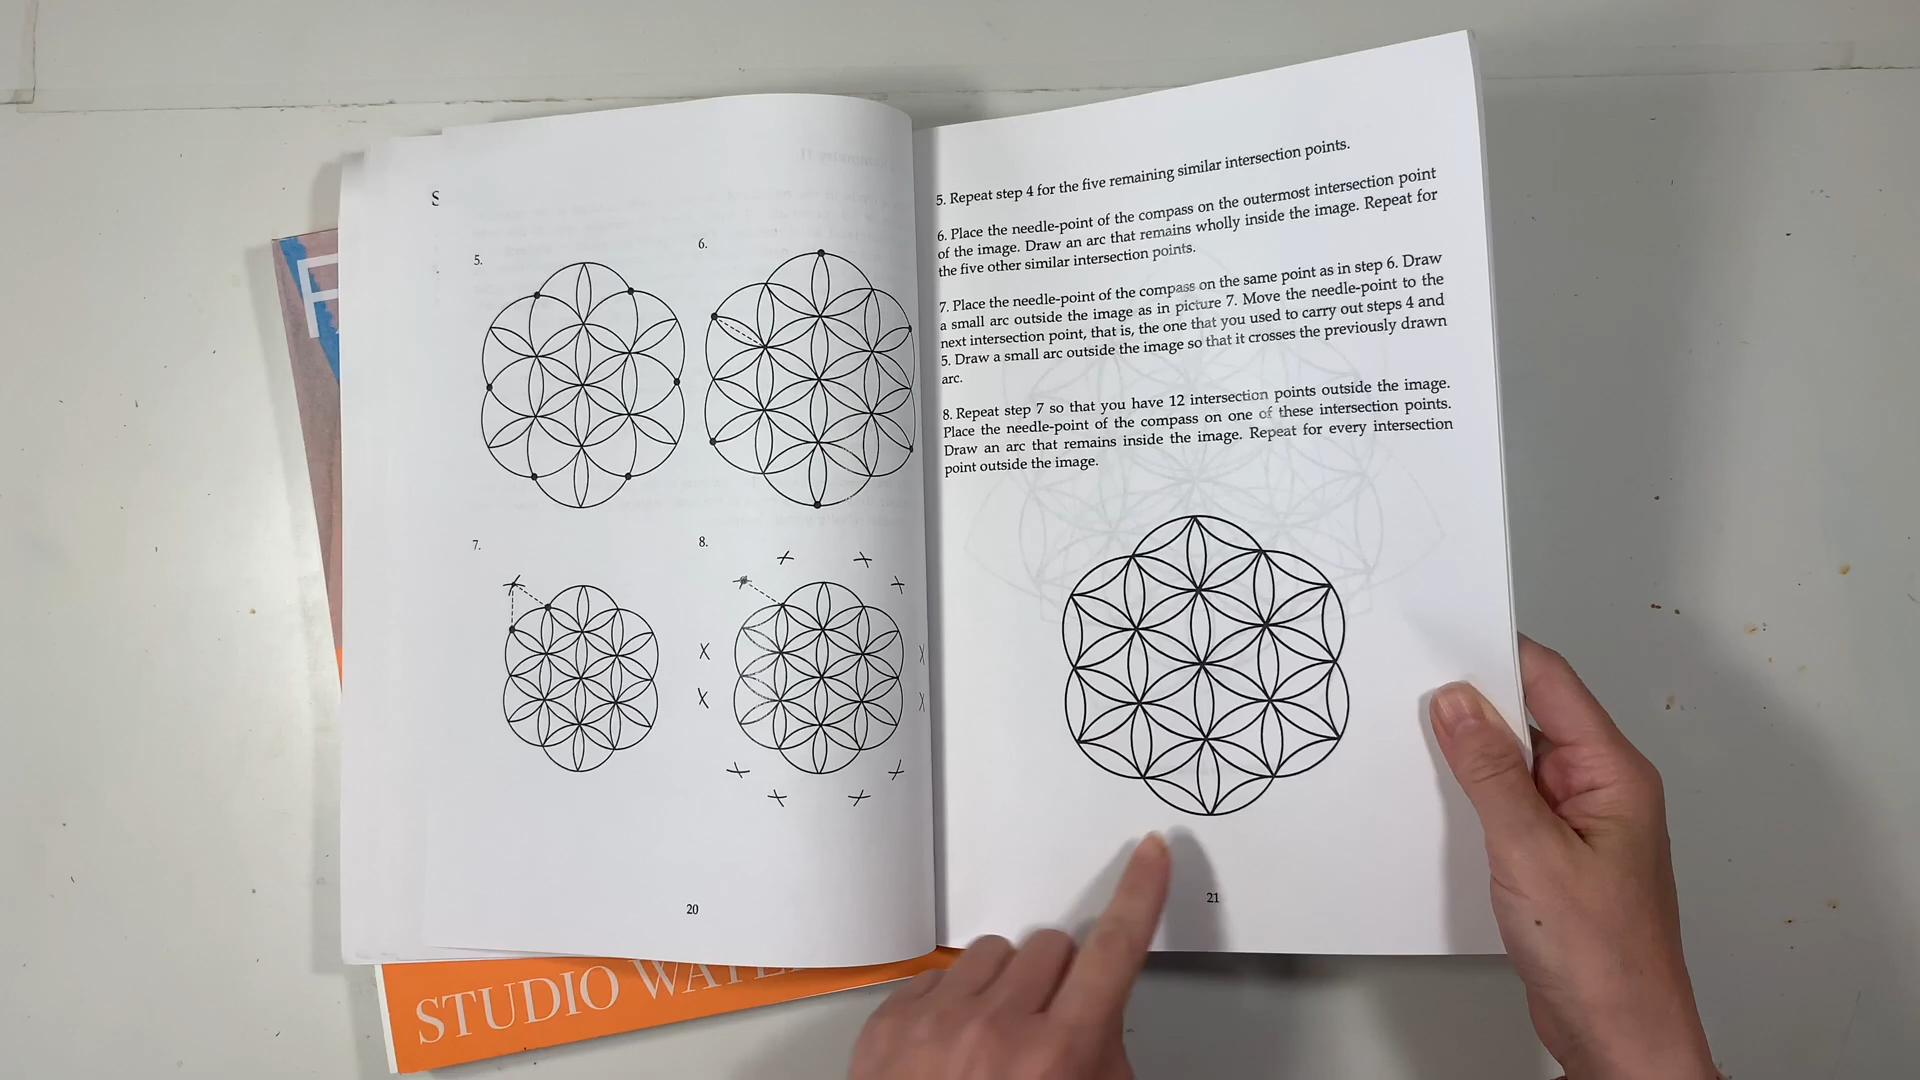 S
5.
6.
7.
8.
20
5. Repeat step 4 for the five remaining similar intersection points.
6. Place the needle-point of the compass on the outermost intersection point
of the image. Draw an arc that remains wholly inside the image. Repeat for
the five other similar intersection points.
7. Place the needle-point of the compass on the same point as in step 6. Draw
a small arc outside the image as in picture 7. Move the needle-point to the
next intersection point, that is, the one that you used to carry out steps 4 and
5. Draw a small arc outside the image so that it crosses the previously drawn
arc.
8. Repeat step 7 so that you have 12 intersection points outside the image.
Place the needle-point of the compass on one of these intersection points.
Draw an arc that remains inside the image. Repeat for every intersection
point outside the image.
21
STUDIO